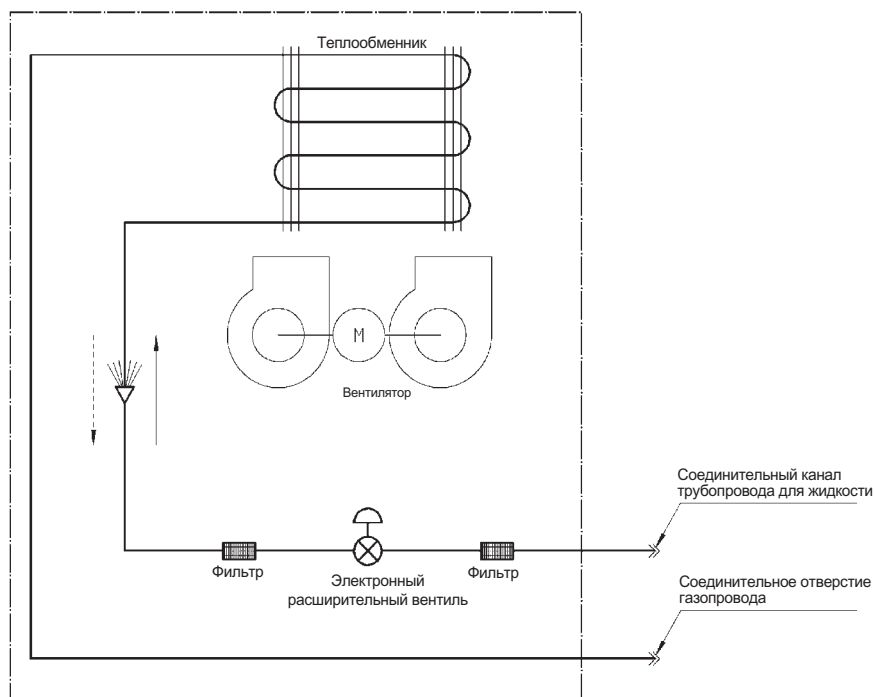 Теплообменник
M
Вентилятор
Соединительный канал
трубопровода для жидкости
Фильтр
Электронный
расширительный вентиль
Фильтр
Соединительное отверстие
газопровода